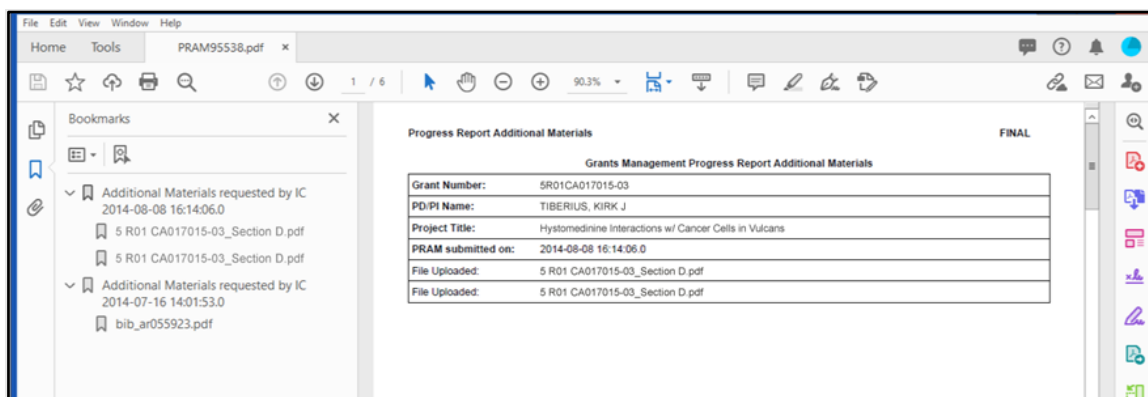 File Edit View Window Help
Home Tools PRAM95538.pdf ×
1 / 6 90.3%
Bookmarks
Additional Materials requested by IC
2014-08-08 16:14:06.0
5 R01 CA017015-03_Section D.pdf
5 R01 CA017015-03_Section D.pdf
Additional Materials requested by IC
2014-07-16 14:01:53.0
bib_ar055923.pdf
Progress Report Additional Materials FINAL
Grants Management Progress Report Additional Materials
Grant Number: 5R01CA017015-03
PD/PI Name: TIBERIUS, KIRK J
Project Title: Hystomedinine Interactions w/ Cancer Cells in Vulcans
PRAM submitted on: 2014-08-08 16:14:06.0
File Uploaded: 5 R01 CA017015-03_Section D.pdf
File Uploaded: 5 R01 CA017015-03_Section D.pdf